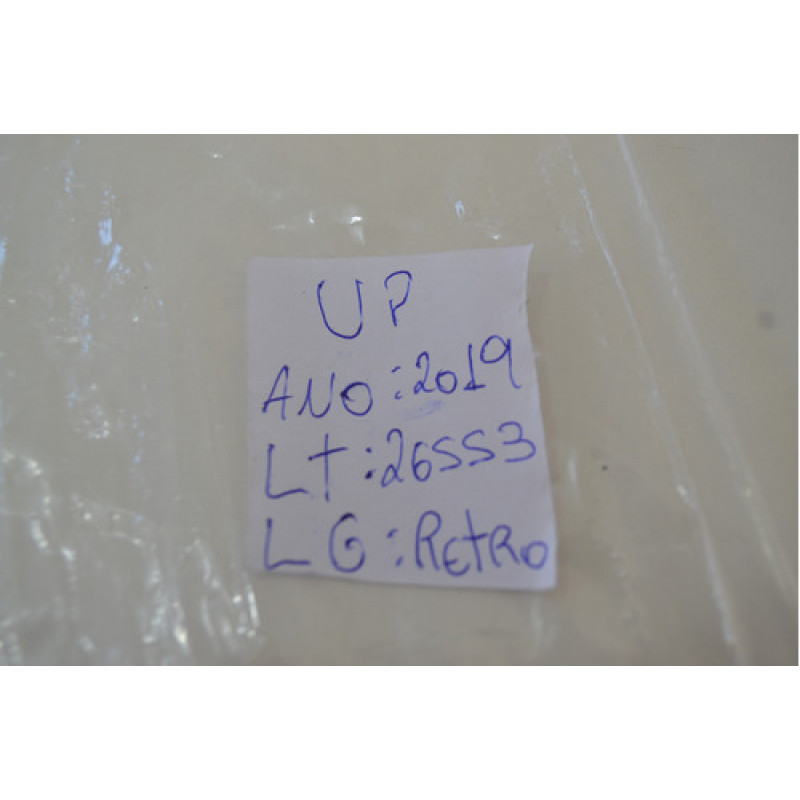 UP
ANO:2019
LT:26553
LG:RETRO